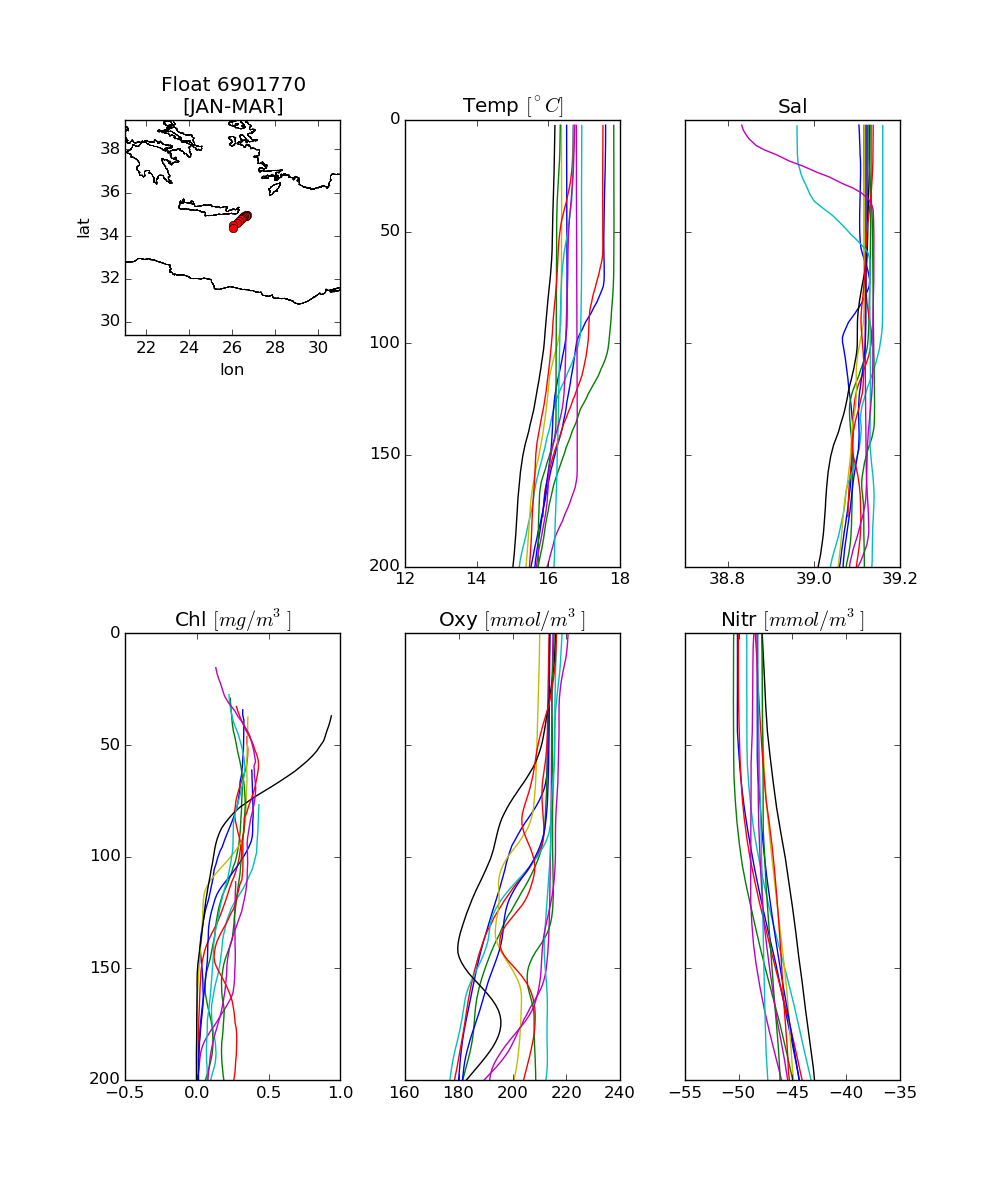 Float 6901770
[JAN-MAR]
38
36
34
32
30
lat
22 24 26 28 30
lon
Temp [°C]
0
50
100
150
200
12 14 16 18
Sal
38.8 39.0 39.2
Chl [mg/m³]
0
50
100
150
200
−0.5 0.0 0.5 1.0
Oxy [mmol/m³]
160 180 200 220 240
Nitr [mmol/m³]
−55 −50 −45 −40 −35